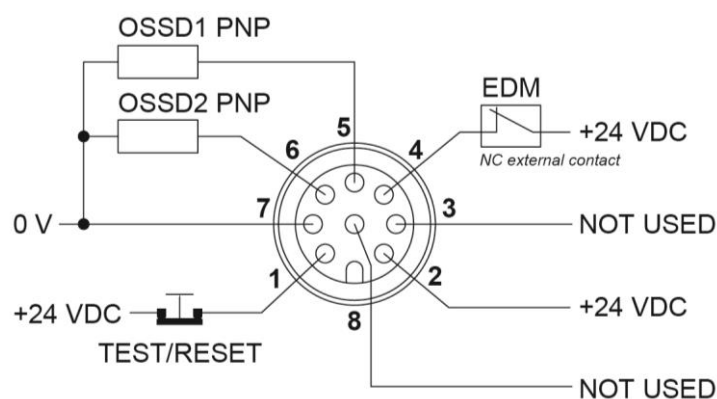 OSSD1 PNP
OSSD2 PNP
EDM
5
4
+24 VDC
6
NC external contact
7
3
0 V
NOT USED
1
2
+24 VDC
+24 VDC
8
TEST/RESET
NOT USED